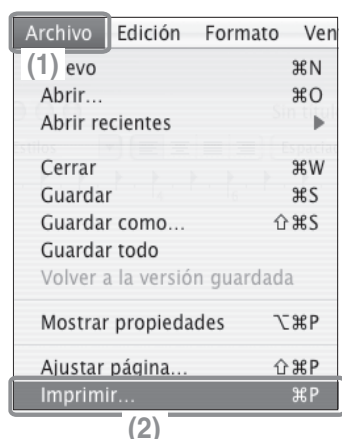 Archivo Edición Formato Ven
(1) evo ⌘N
Abrir... ⌘O
Abrir recientes ▶
Cerrar ⌘W
Guardar ⌘S
Guardar como... ⇧⌘S
Guardar todo
Volver a la versión guardada
Mostrar propiedades ⌥⌘P
Ajustar página... ⇧⌘P
Imprimir... ⌘P
(2)